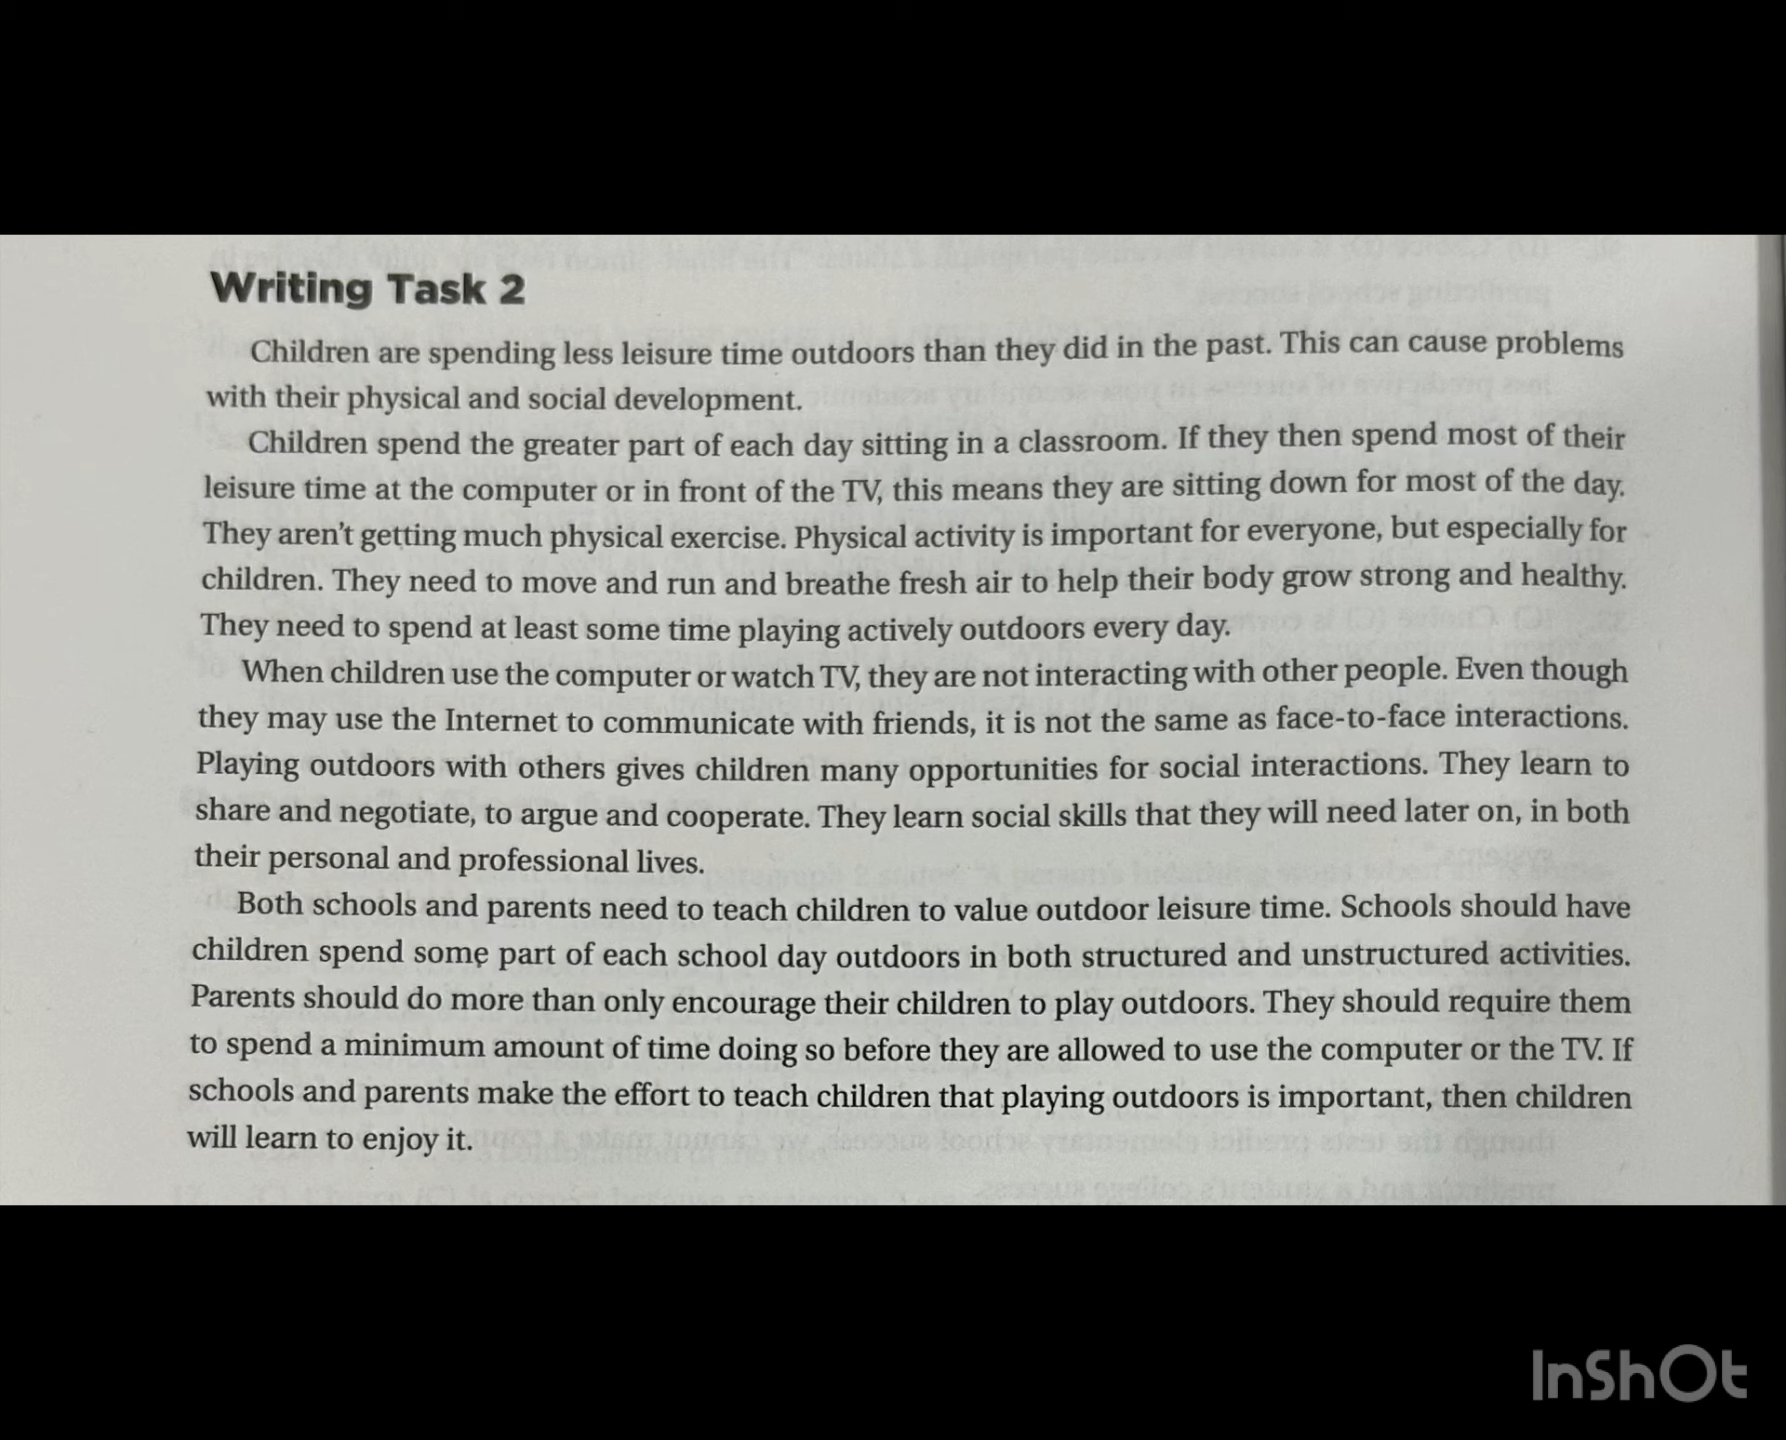 Writing Task 2
Children are spending less leisure time outdoors than they did in the past. This can cause problems
with their physical and social development.
Children spend the greater part of each day sitting in a classroom. If they then spend most of their
leisure time at the computer or in front of the TV, this means they are sitting down for most of the day.
They aren't getting much physical exercise. Physical activity is important for everyone, but especially for
children. They need to move and run and breathe fresh air to help their body grow strong and healthy.
They need to spend at least some time playing actively outdoors every day.
When children use the computer or watch TV, they are not interacting with other people. Even though
they may use the Internet to communicate with friends, it is not the same as face-to-face interactions.
Playing outdoors with others gives children many opportunities for social interactions. They learn to
share and negotiate, to argue and cooperate. They learn social skills that they will need later on, in both
their personal and professional lives.
Both schools and parents need to teach children to value outdoor leisure time. Schools should have
children spend some part of each school day outdoors in both structured and unstructured activities.
Parents should do more than only encourage their children to play outdoors. They should require them
to spend a minimum amount of time doing so before they are allowed to use the computer or the TV. If
schools and parents make the effort to teach children that playing outdoors is important, then children
will learn to enjoy it.
InShOt